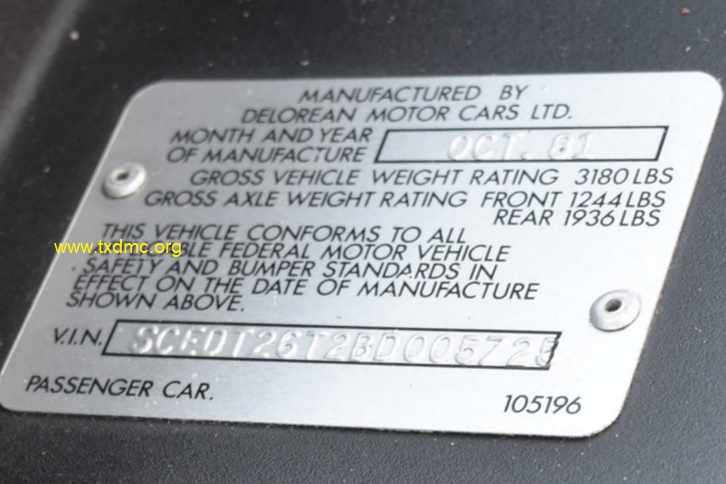 MANUFACTURED BY
DELOREAN MOTOR CARS LTD.
MONTH AND YEAR
OF MANUFACTURE OCT. 81
GROSS VEHICLE WEIGHT RATING 3180 LBS
GROSS AXLE WEIGHT RATING FRONT 1244 LBS
REAR 1936 LBS
THIS VEHICLE CONFORMS TO ALL
www.txdmc.org
FEDERAL MOTOR VEHICLE
SAFETY AND BUMPER STANDARDS IN
EFFECT ON THE DATE OF MANUFACTURE
SHOWN ABOVE.
V.I.N. SCEDT26T2BD005725
PASSENGER CAR.
105196